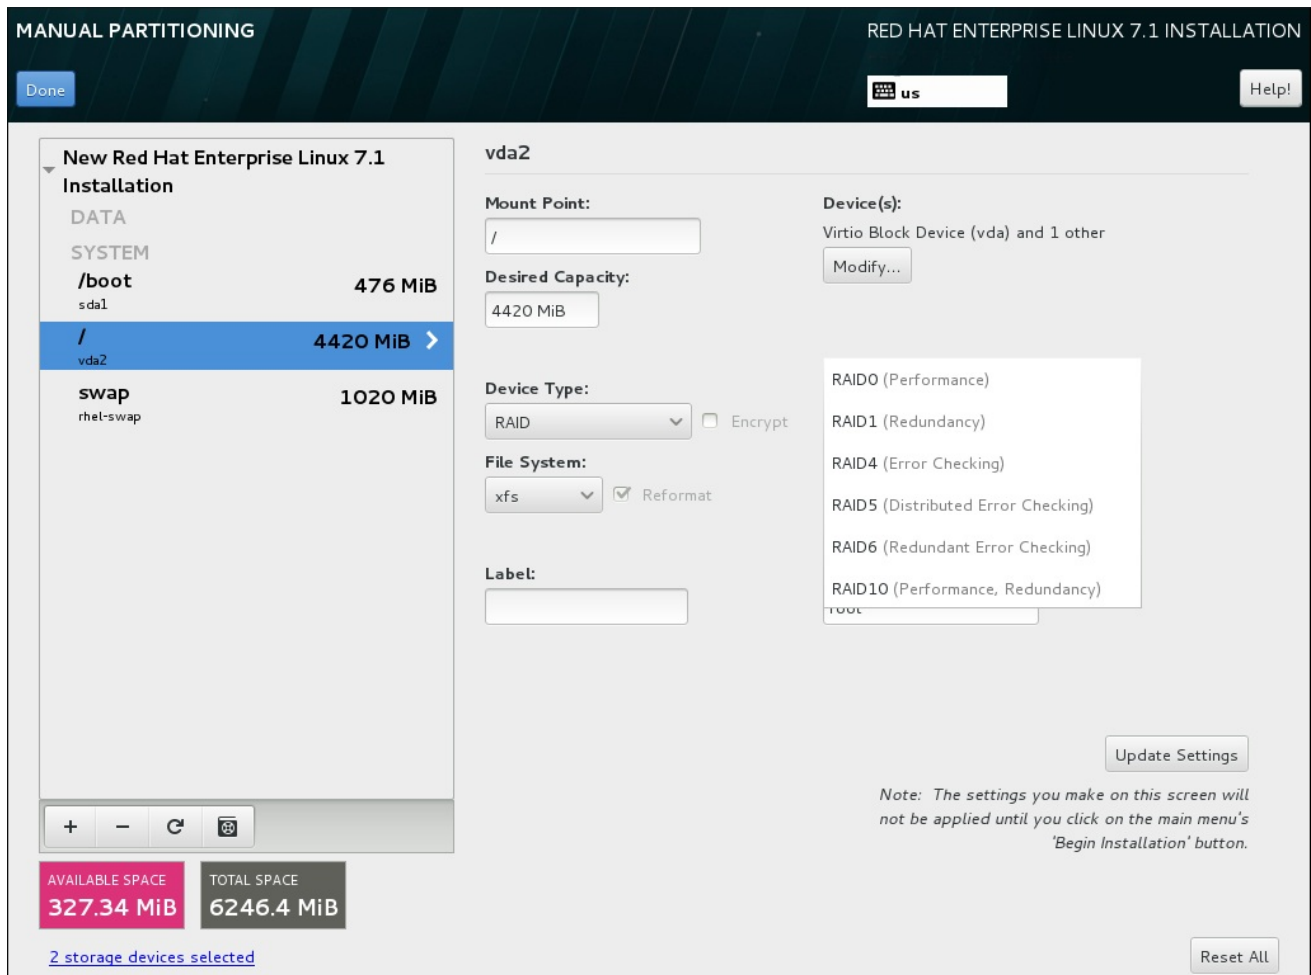 MANUAL PARTITIONING
RED HAT ENTERPRISE LINUX 7.1 INSTALLATION
Done
us
Help!
New Red Hat Enterprise Linux 7.1
Installation
DATA
SYSTEM
/boot
476 MiB
sda1
/
4420 MiB
vda2
swap
1020 MiB
rhel-swap
vda2
Mount Point:
/
Desired Capacity:
4420 MiB
Device(s):
Virtio Block Device (vda) and 1 other
Modify...
Device Type:
RAID
Encrypt
File System:
xfs
Reformat
Label:
RAID0 (Performance)
RAID1 (Redundancy)
RAID4 (Error Checking)
RAID5 (Distributed Error Checking)
RAID6 (Redundant Error Checking)
RAID10 (Performance, Redundancy)
root
Update Settings
Note: The settings you make on this screen will
not be applied until you click on the main menu's
'Begin Installation' button.
+
−
AVAILABLE SPACE
327.34 MiB
TOTAL SPACE
6246.4 MiB
2 storage devices selected
Reset All